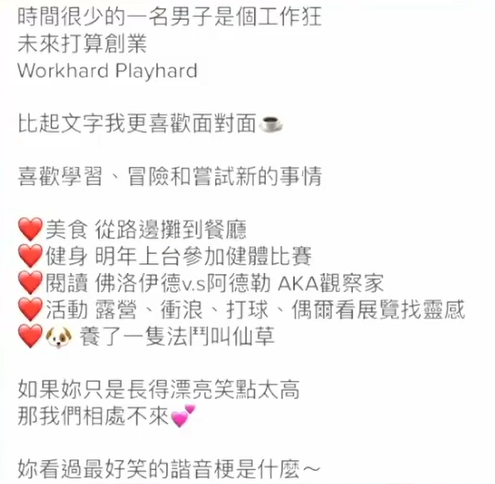 時間很少的一名男子是個工作狂
未來打算創業
Workhard Playhard
比起文字我更喜歡面對面☕
喜歡學習、冒險和嘗試新的事情
❤️美食 從路邊攤到餐廳
❤️健身 明年上台參加健體比賽
❤️閱讀 佛洛伊德v.s阿德勒 AKA觀察家
❤️活動 露營、衝浪、打球、偶爾看展覽找靈感
❤️🐶 養了一隻法鬥叫仙草
如果妳只是長得漂亮笑點太高
那我們相處不來💕
妳看過最好笑的諧音梗是什麼～